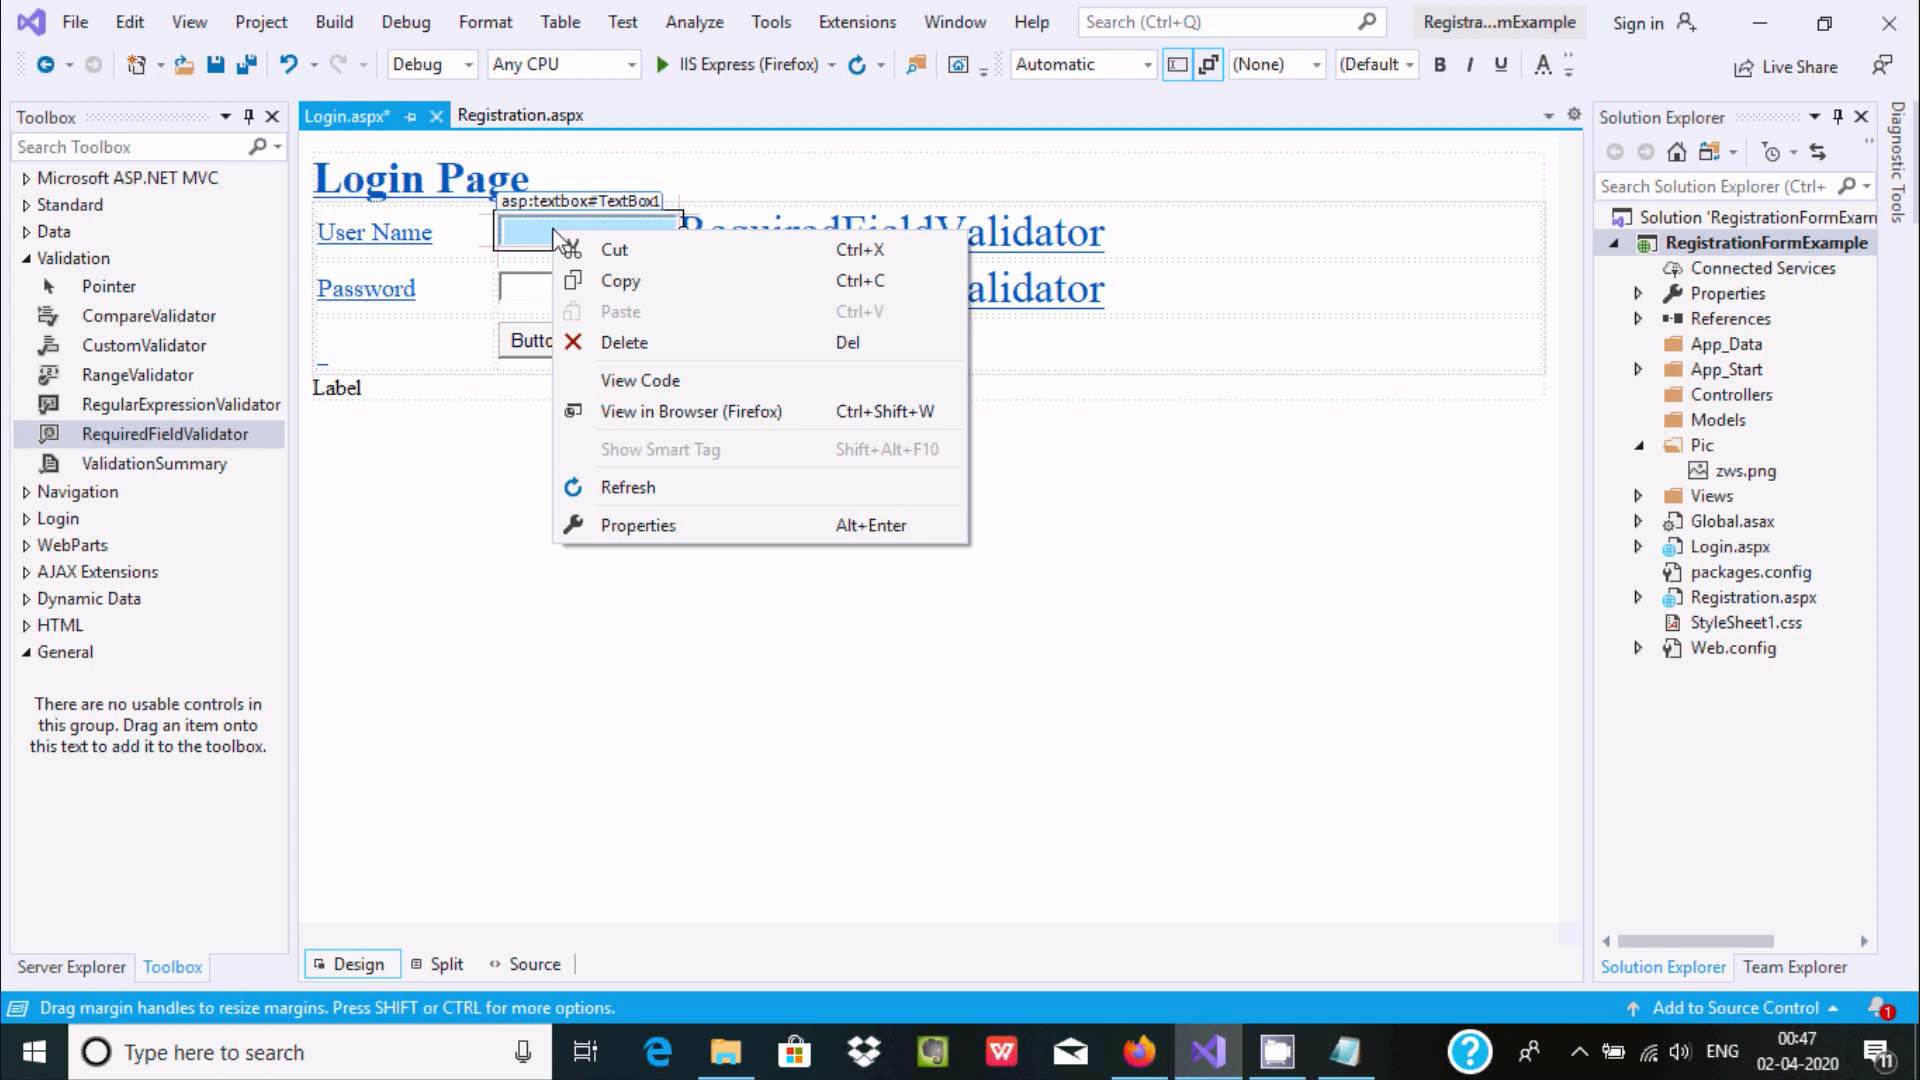 File Edit View Project Build Debug Format Table Test Analyze Tools Extensions Window Help Search (Ctrl+Q) Registra...mExample Sign in
Debug Any CPU IIS Express (Firefox) Automatic (None) (Default B I U A Live Share
Toolbox
Search Toolbox
Microsoft ASP.NET MVC
Standard
Data
Validation
Pointer
CompareValidator
CustomValidator
RangeValidator
RegularExpressionValidator
RequiredFieldValidator
ValidationSummary
Navigation
Login
WebParts
AJAX Extensions
Dynamic Data
HTML
General
There are no usable controls in
this group. Drag an item onto
this text to add it to the toolbox.
Server Explorer Toolbox
Login.aspx* Registration.aspx
Login Page
asp:textbox#TextBox1
User Name RequiredFieldValidator
Password alidator
Butto
Label
Cut Ctrl+X
Copy Ctrl+C
Paste Ctrl+V
Delete Del
View Code
View in Browser (Firefox) Ctrl+Shift+W
Show Smart Tag Shift+Alt+F10
Refresh
Properties Alt+Enter
Design Split Source
Solution Explorer
Search Solution Explorer (Ctrl+
Solution 'RegistrationFormExam
RegistrationFormExample
Connected Services
Properties
References
App_Data
App_Start
Controllers
Models
Pic
zws.png
Views
Global.asax
Login.aspx
packages.config
Registration.aspx
StyleSheet1.css
Web.config
Solution Explorer Team Explorer
Diagnostic Tools
Drag margin handles to resize margins. Press SHIFT or CTRL for more options. Add to Source Control 1
Type here to search ENG 00:47
02-04-2020 11